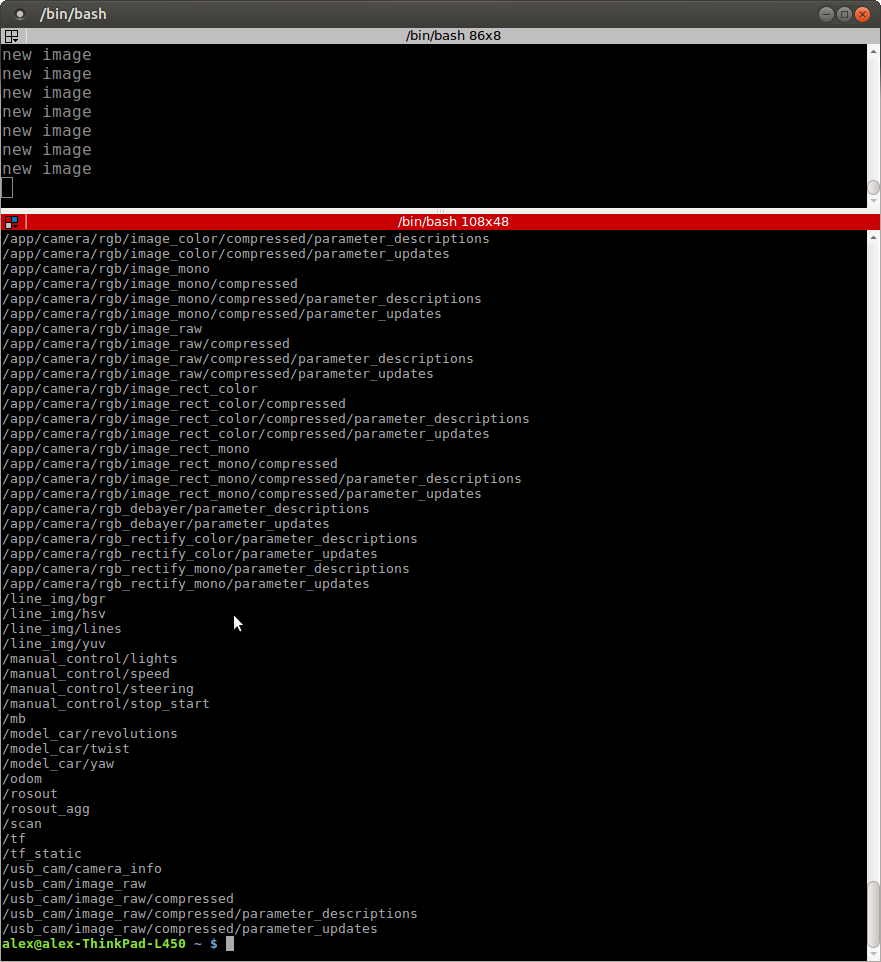 /bin/bash
/bin/bash 86x8
new image
new image
new image
new image
new image
new image
new image
/bin/bash 108x48
/app/camera/rgb/image_color/compressed/parameter_descriptions
/app/camera/rgb/image_color/compressed/parameter_updates
/app/camera/rgb/image_mono
/app/camera/rgb/image_mono/compressed
/app/camera/rgb/image_mono/compressed/parameter_descriptions
/app/camera/rgb/image_mono/compressed/parameter_updates
/app/camera/rgb/image_raw
/app/camera/rgb/image_raw/compressed
/app/camera/rgb/image_raw/compressed/parameter_descriptions
/app/camera/rgb/image_raw/compressed/parameter_updates
/app/camera/rgb/image_rect_color
/app/camera/rgb/image_rect_color/compressed
/app/camera/rgb/image_rect_color/compressed/parameter_descriptions
/app/camera/rgb/image_rect_color/compressed/parameter_updates
/app/camera/rgb/image_rect_mono
/app/camera/rgb/image_rect_mono/compressed
/app/camera/rgb/image_rect_mono/compressed/parameter_descriptions
/app/camera/rgb/image_rect_mono/compressed/parameter_updates
/app/camera/rgb_debayer/parameter_descriptions
/app/camera/rgb_debayer/parameter_updates
/app/camera/rgb_rectify_color/parameter_descriptions
/app/camera/rgb_rectify_color/parameter_updates
/app/camera/rgb_rectify_mono/parameter_descriptions
/app/camera/rgb_rectify_mono/parameter_updates
/line_img/bgr
/line_img/hsv
/line_img/lines
/line_img/yuv
/manual_control/lights
/manual_control/speed
/manual_control/steering
/manual_control/stop_start
/mb
/model_car/revolutions
/model_car/twist
/model_car/yaw
/odom
/rosout
/rosout_agg
/scan
/tf
/tf_static
/usb_cam/camera_info
/usb_cam/image_raw
/usb_cam/image_raw/compressed
/usb_cam/image_raw/compressed/parameter_descriptions
/usb_cam/image_raw/compressed/parameter_updates
alex@alex-ThinkPad-L450 ~ $